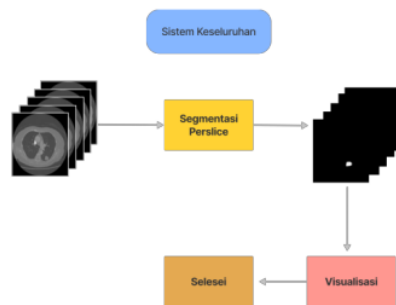 Sistem Keseluruhan
Segmentasi
Perslice
Selesei
Visualisasi